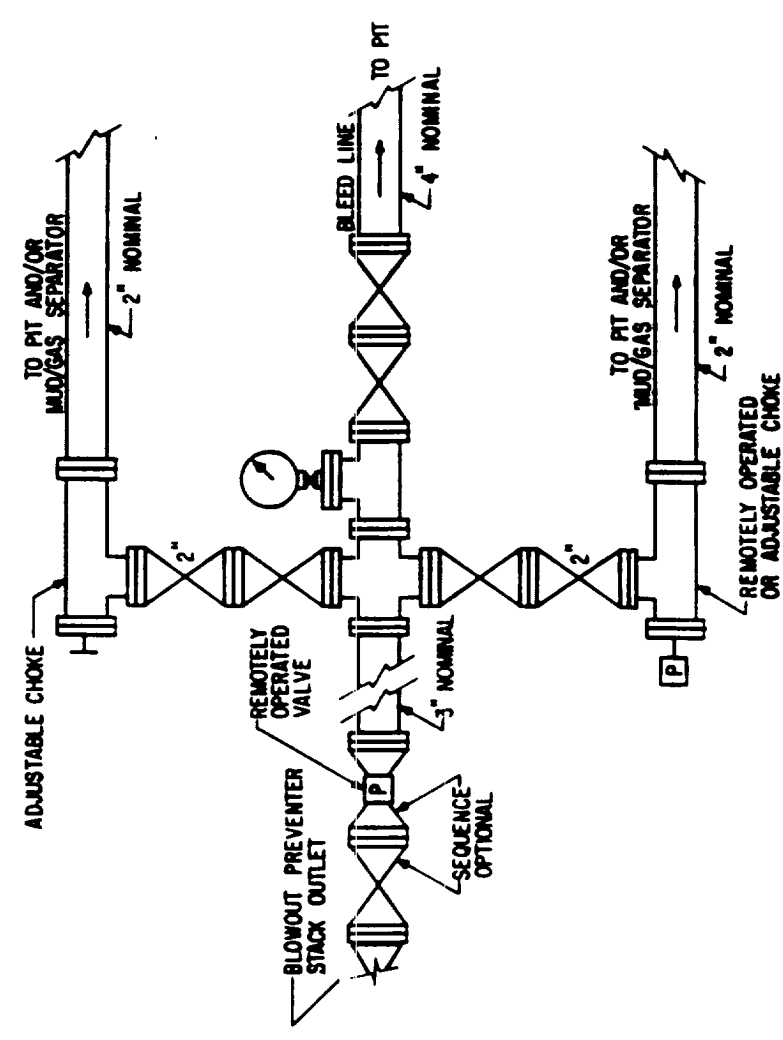 ADJUSTABLE CHOKE
TO PIT AND/OR
MUD/GAS SEPARATOR
2" NOMINAL
2"
BLOWOUT PREVENTER
STACK OUTLET
REMOTELY
OPERATED
VALVE
P
SEQUENCE-
OPTIONAL
3" NOMINAL
BLEED LINE
TO PIT
4" NOMINAL
2"
P
TO PIT AND/OR
MUD/GAS SEPARATOR
2" NOMINAL
REMOTELY OPERATED
OR ADJUSTABLE CHOKE